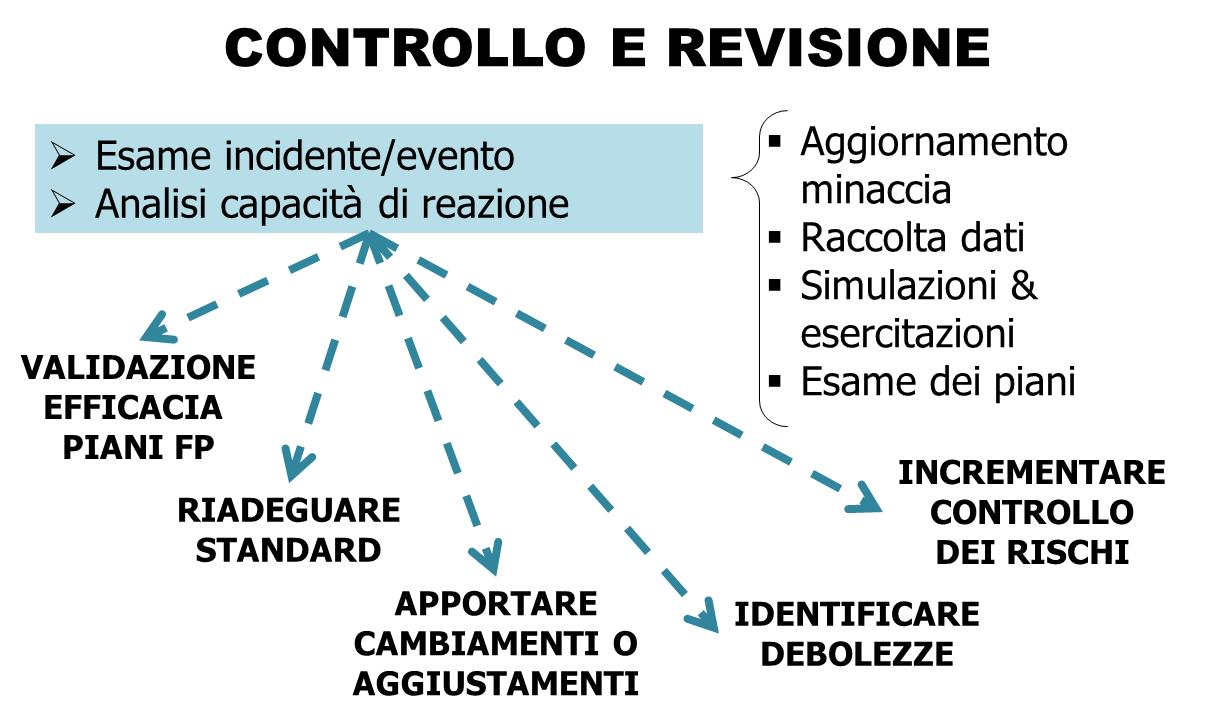 CONTROLLO E REVISIONE
➢ Esame incidente/evento
➢ Analisi capacità di reazione
▪ Aggiornamento
minaccia
▪ Raccolta dati
▪ Simulazioni &
esercitazioni
▪ Esame dei piani
VALIDAZIONE
EFFICACIA
PIANI FP
RIADEGUARE
STANDARD
APPORTARE
CAMBIAMENTI O
AGGIUSTAMENTI
IDENTIFICARE
DEBOLEZZE
INCREMENTARE
CONTROLLO
DEI RISCHI